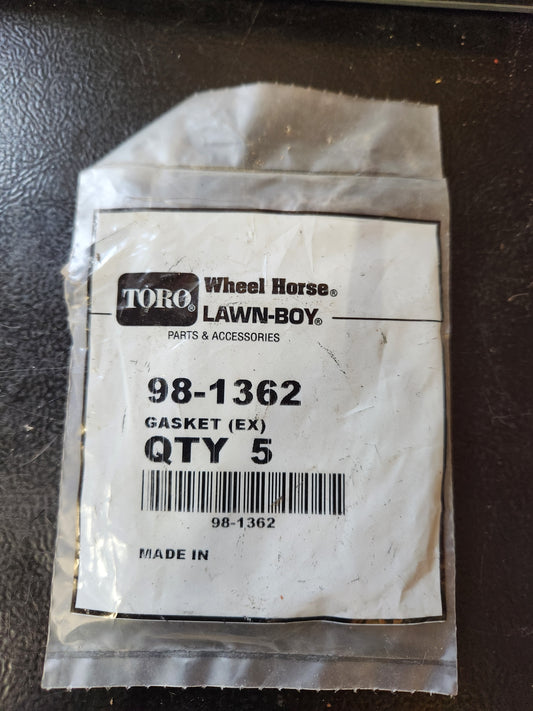 TORO®
Wheel Horse®
LAWN-BOY®
PARTS & ACCESSORIES
98-1362
GASKET (EX)
QTY 5
98-1362
MADE IN